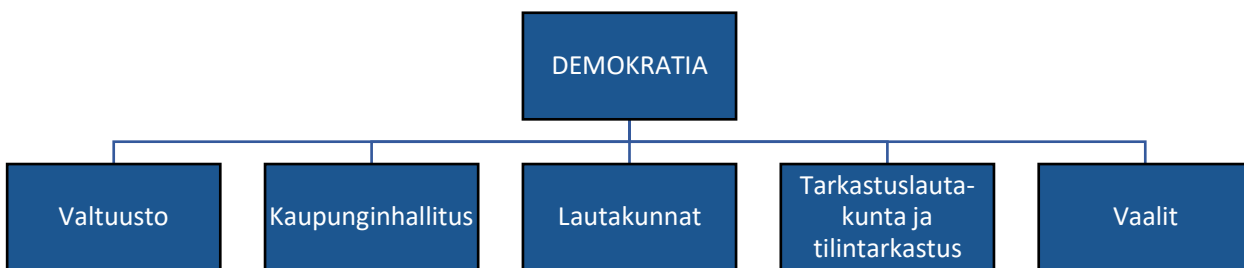 DEMOKRATIA
Valtuusto
Kaupunginhallitus
Lautakunnat
Tarkastuslauta-
kunta ja
tilintarkastus
Vaalit